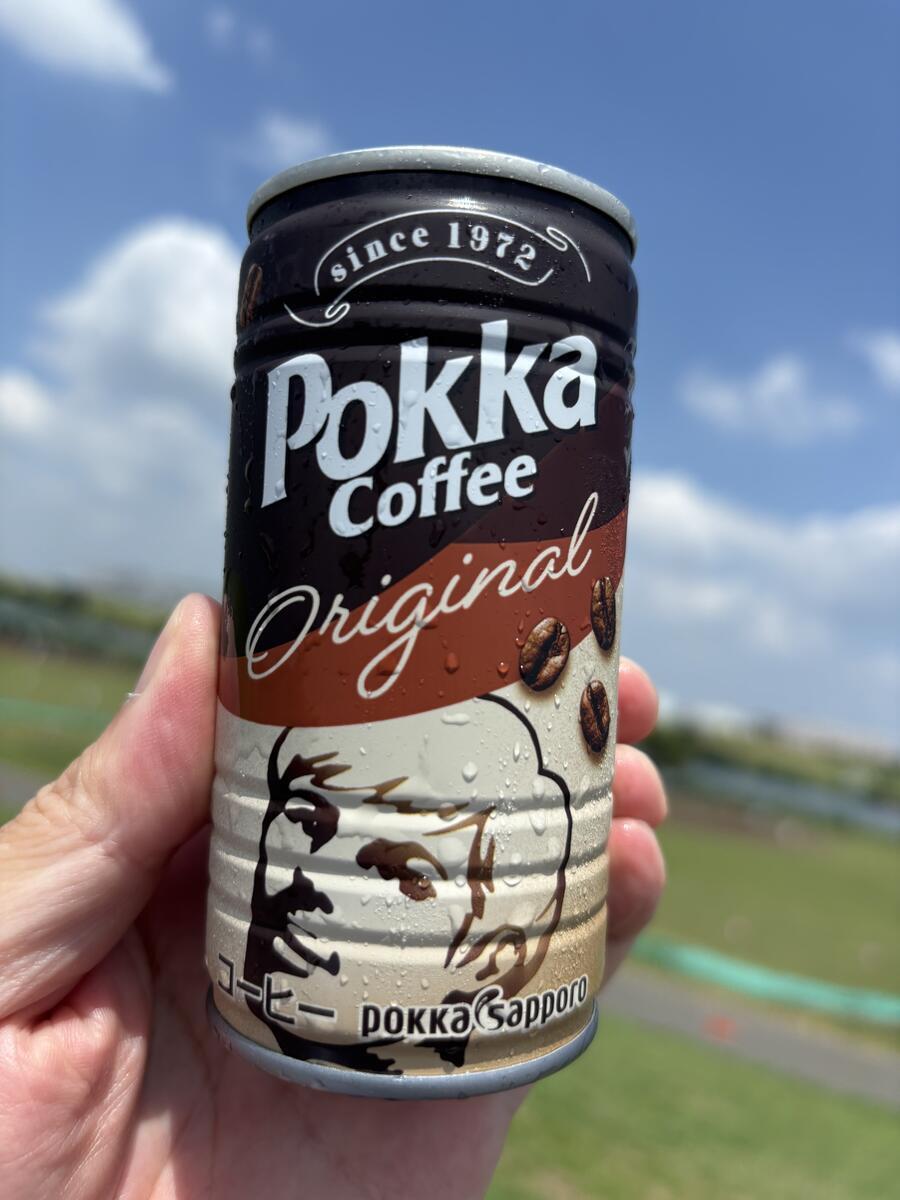 since 1972
Pokka
Coffee
Original
コーヒー pokka sapporo